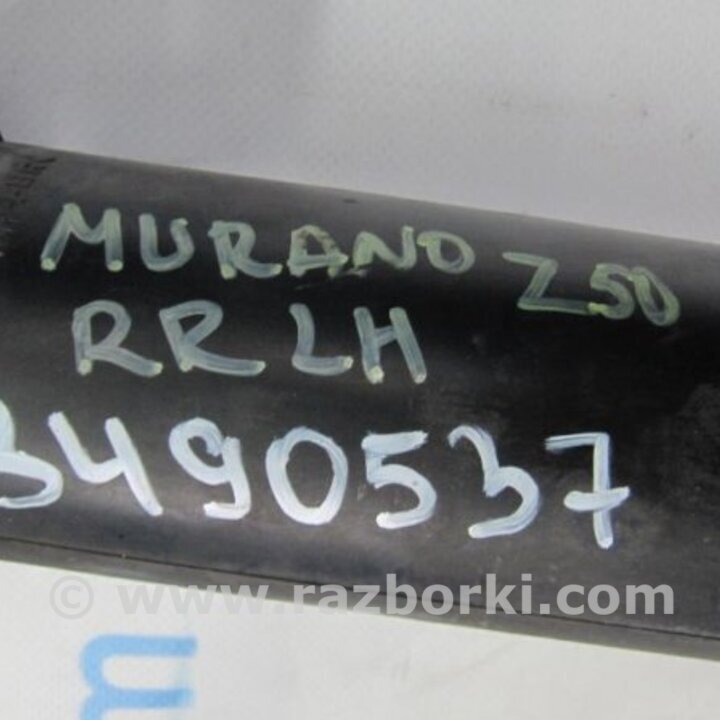 MURANO Z50
RR LH
3490537
© www.razborki.com